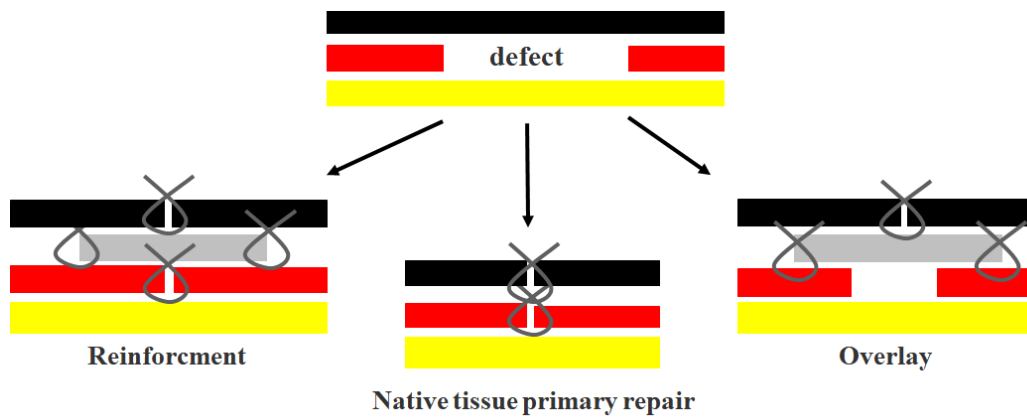 defect
Reinforcment
Overlay
Native tissue primary repair